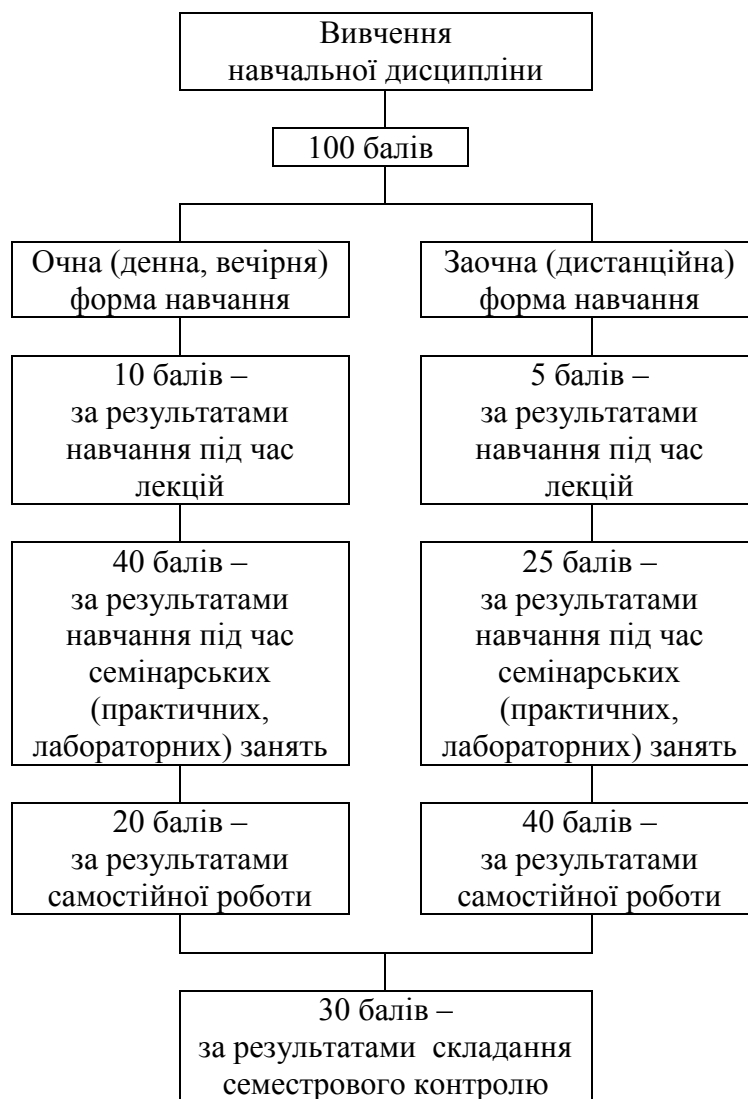 Вивчення
навчальної дисципліни
100 балів
Очна (денна, вечірня)
форма навчання
Заочна (дистанційна)
форма навчання
10 балів –
за результатами
навчання під час
лекцій
5 балів –
за результатами
навчання під час
лекцій
40 балів –
за результатами
навчання під час
семінарських
(практичних,
лабораторних) занять
25 балів –
за результатами
навчання під час
семінарських
(практичних,
лабораторних) занять
20 балів –
за результатами
самостійної роботи
40 балів –
за результатами
самостійної роботи
30 балів –
за результатами складання
семестрового контролю